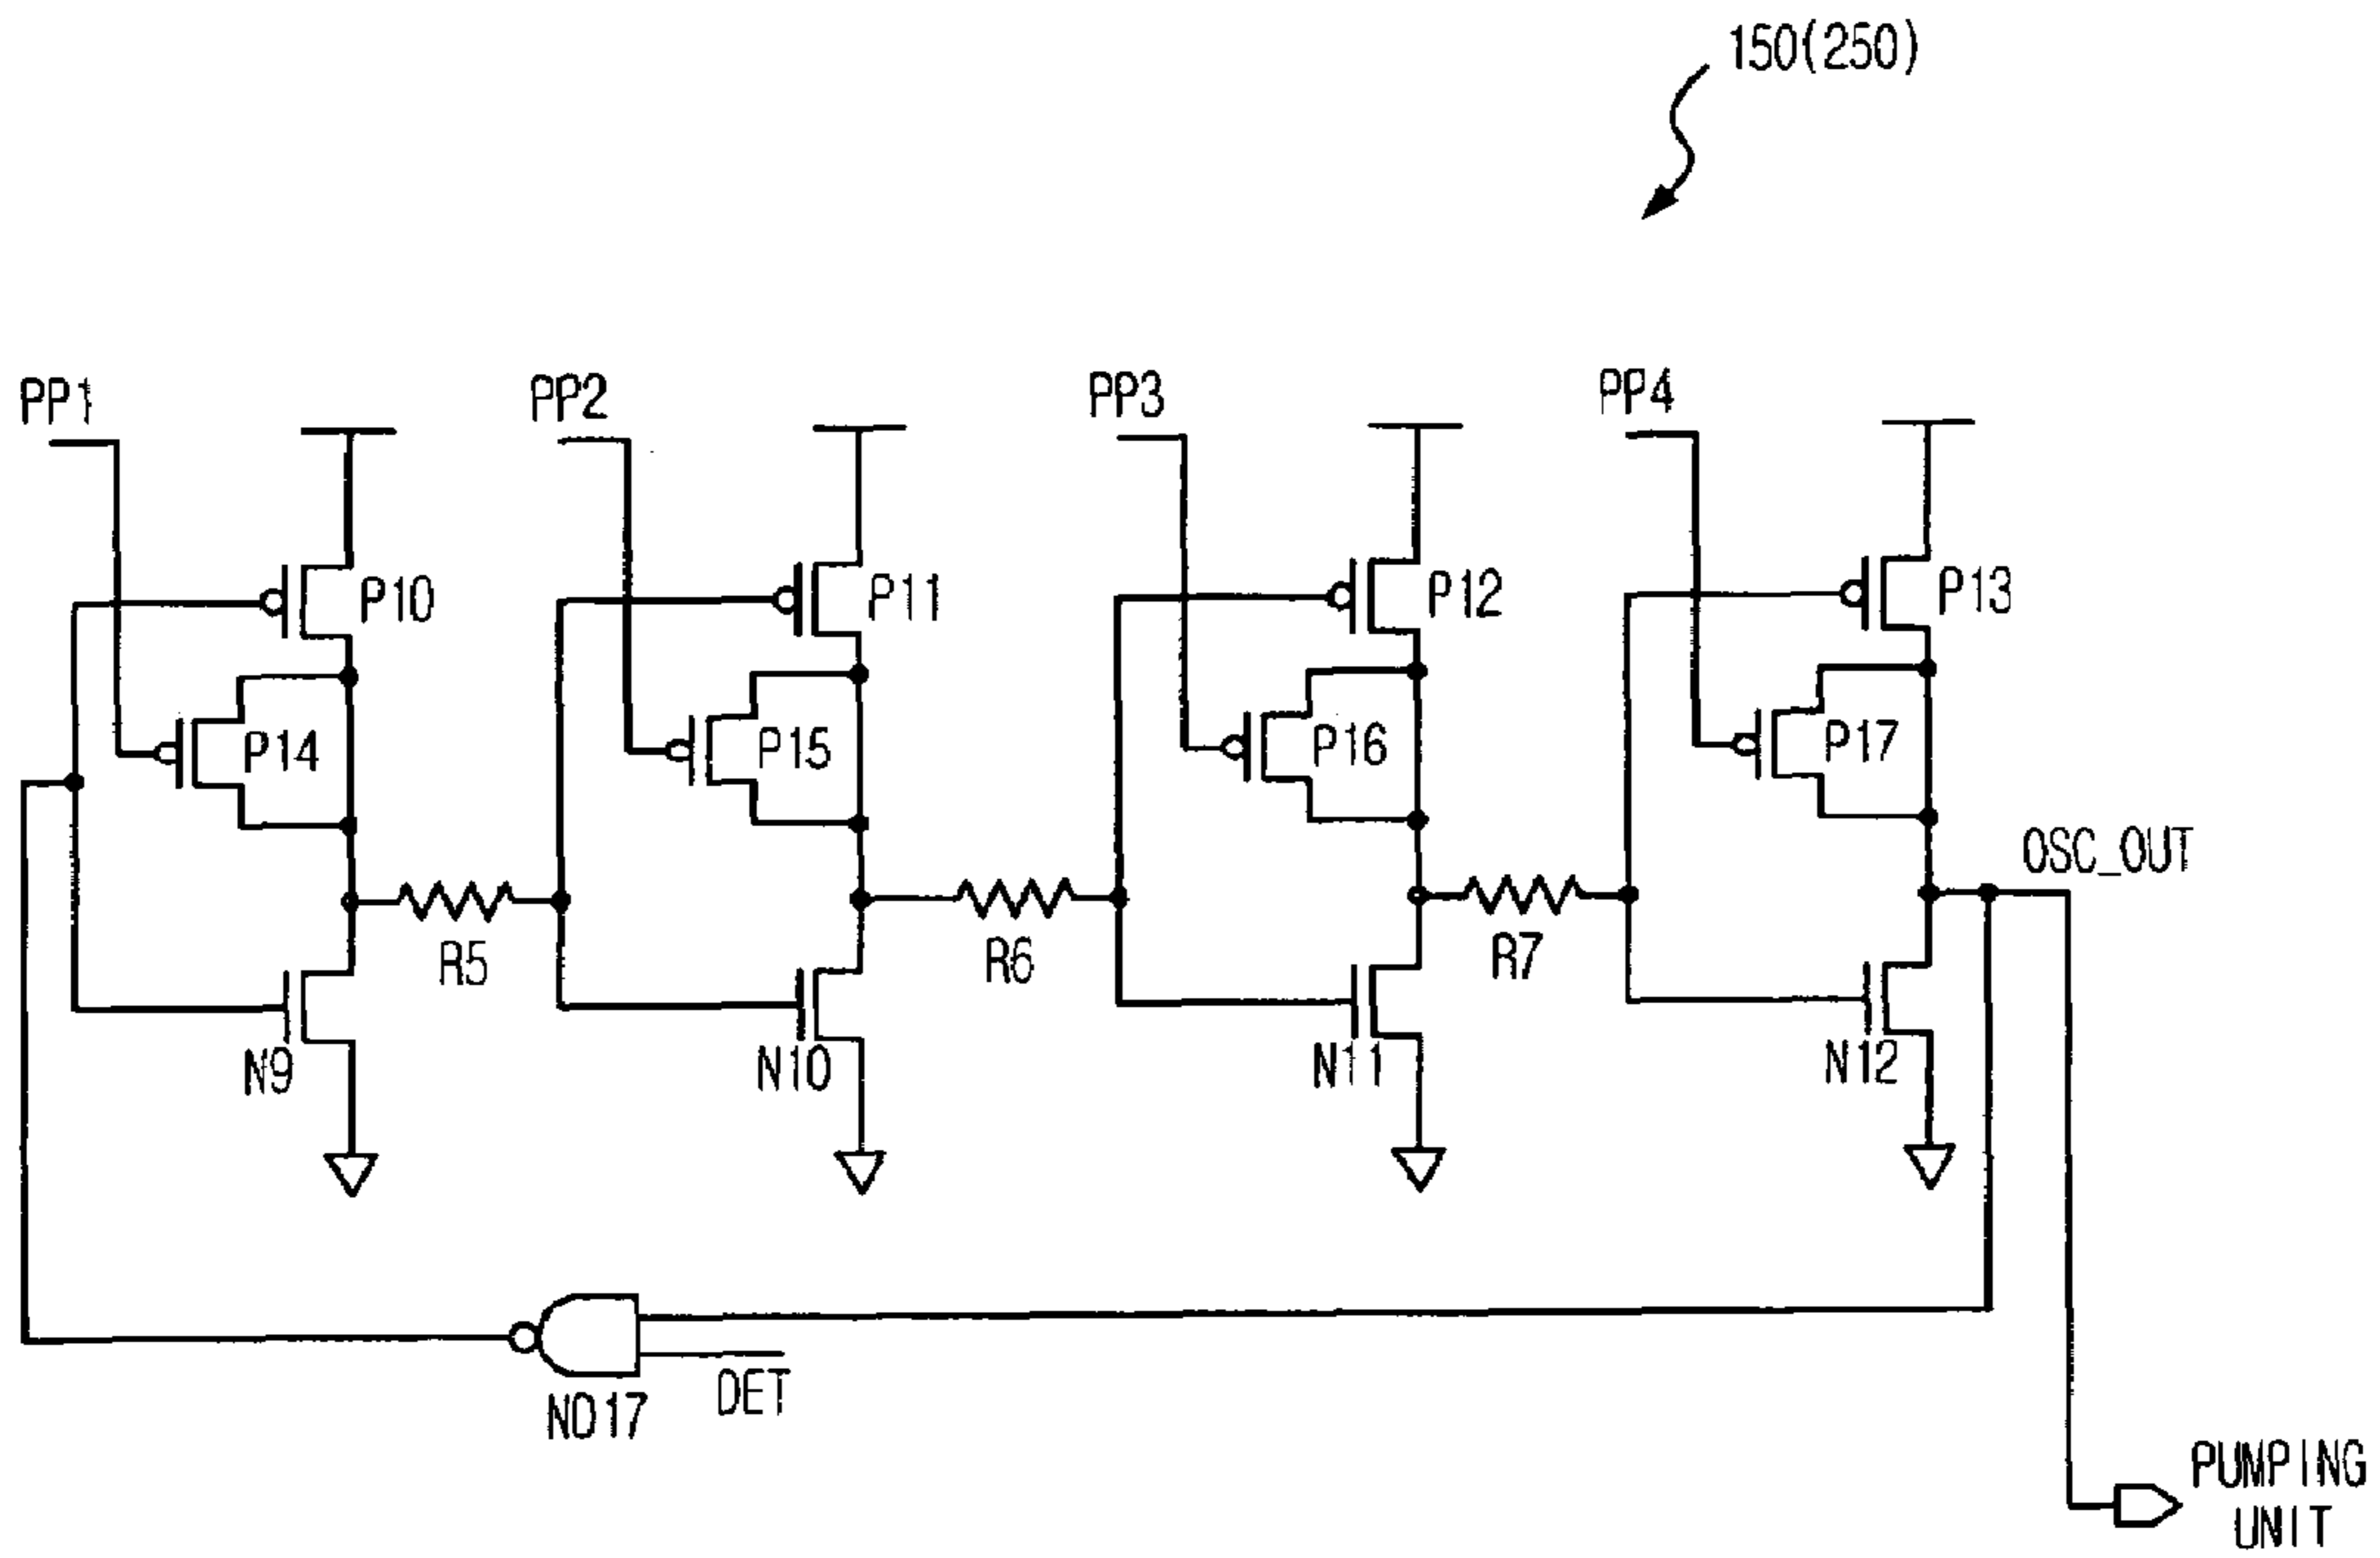 150(250)
PP1
PP2
PP3
PP4
P10
P11
P12
P13
P14
P15
P16
P17
OSC_OUT
R5
R6
R7
N9
N10
N11
N12
DET
ND17
PUMPING
UNIT